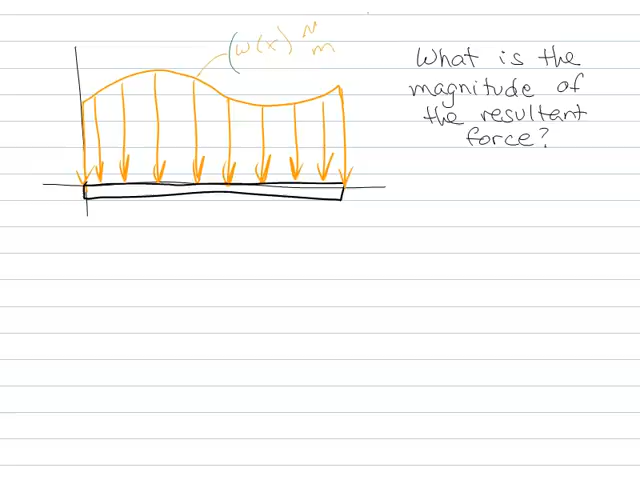 (w(x) N/m
What is the
magnitude of
the resultant
force?